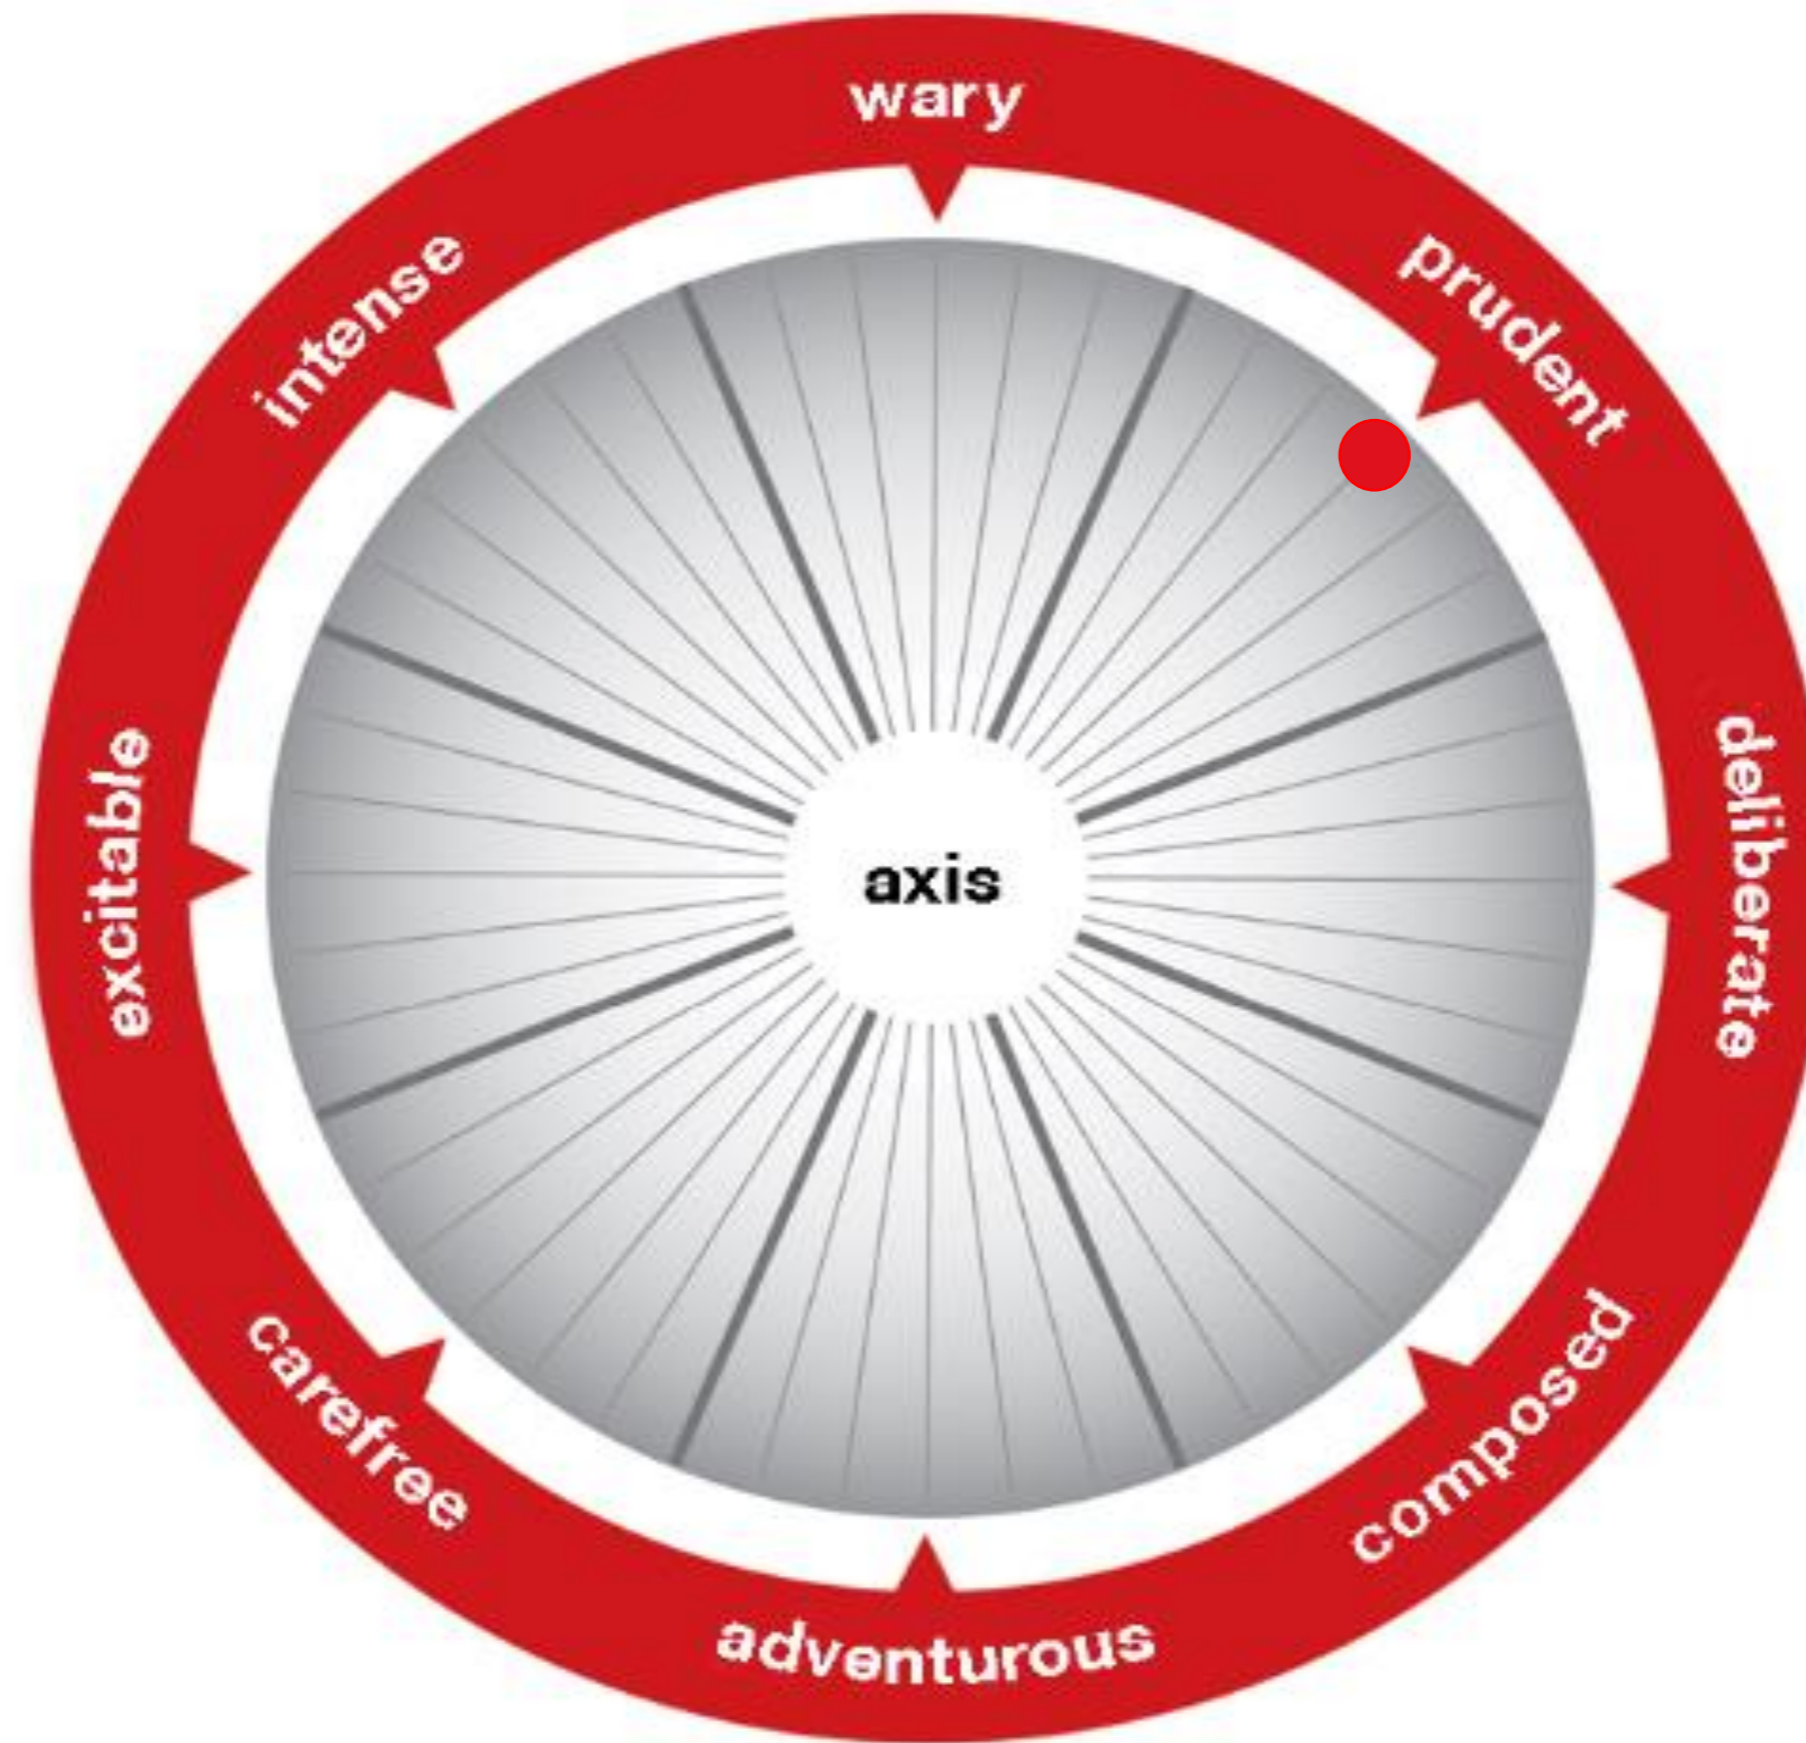 wary
prudent
deliberate
composed
adventurous
carefree
excitable
intense
axis